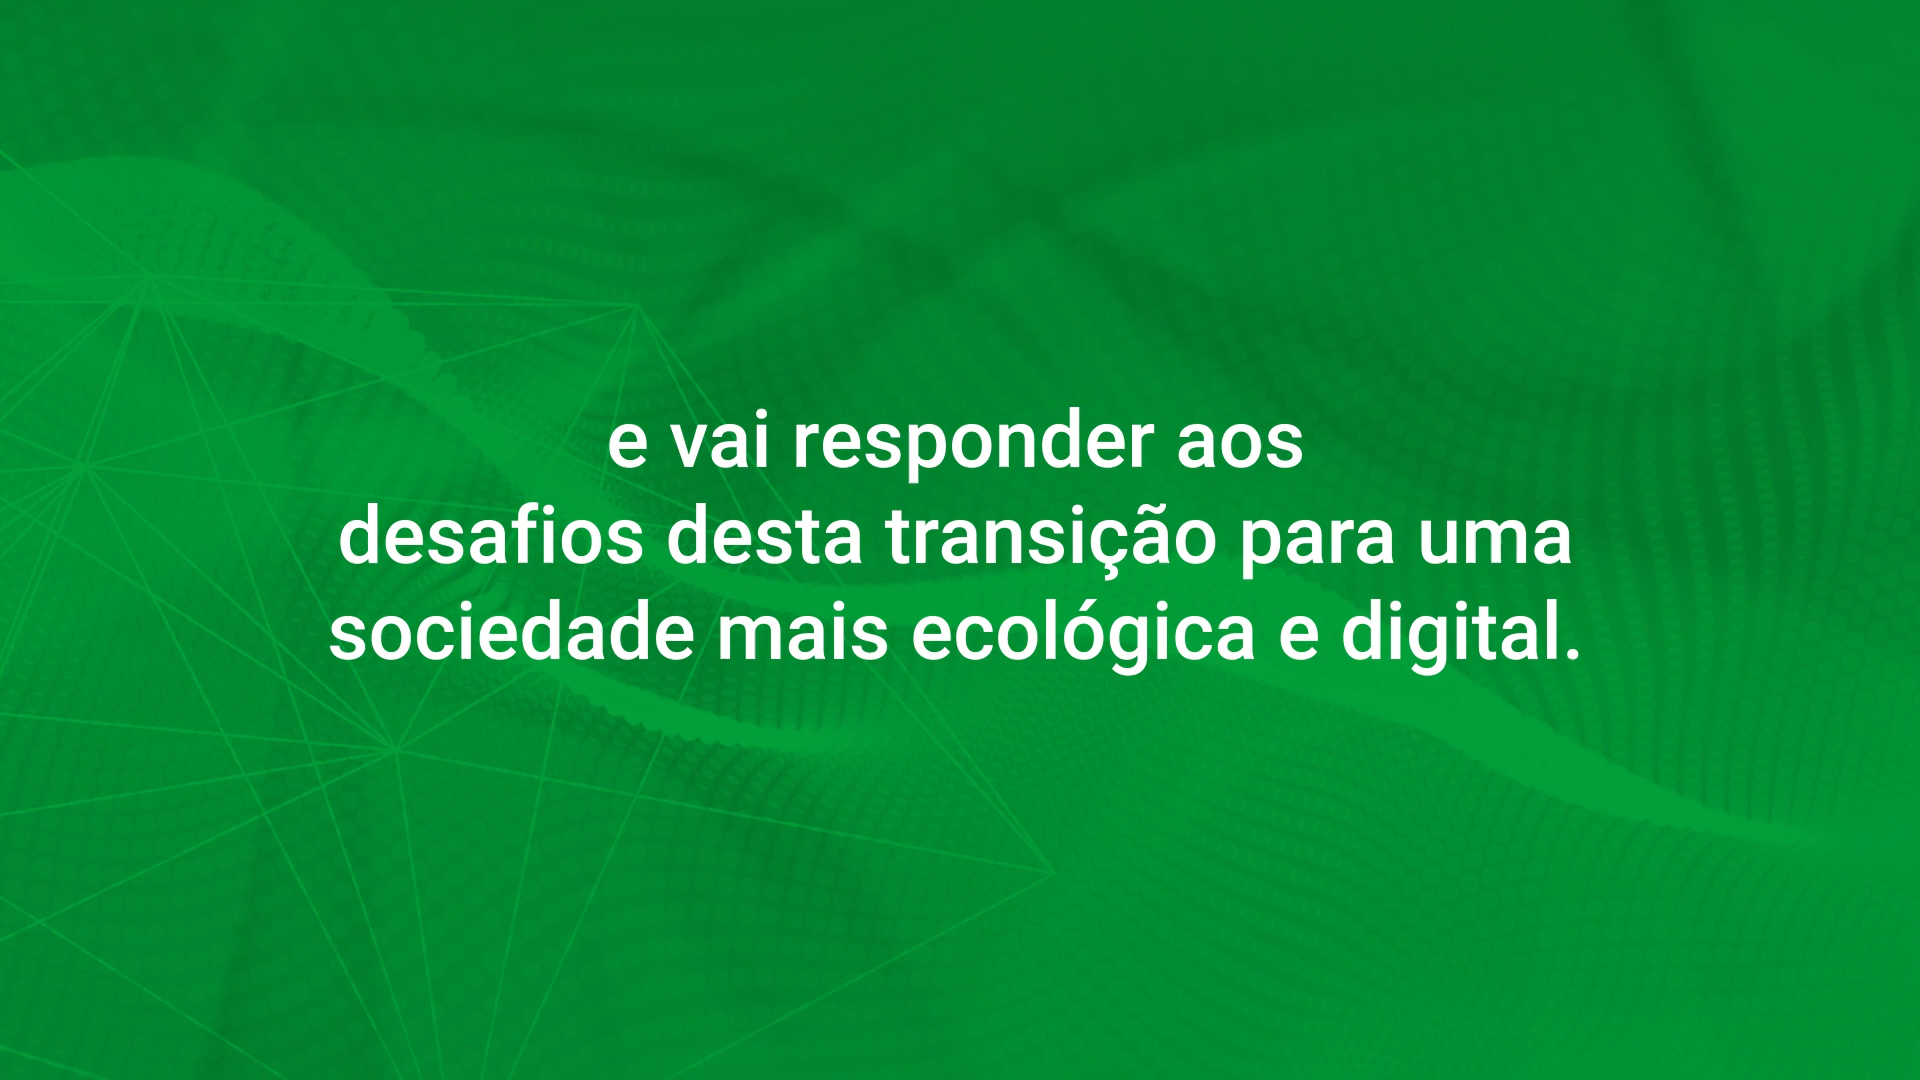 e vai responder aos
desafios desta transição para uma
sociedade mais ecológica e digital.